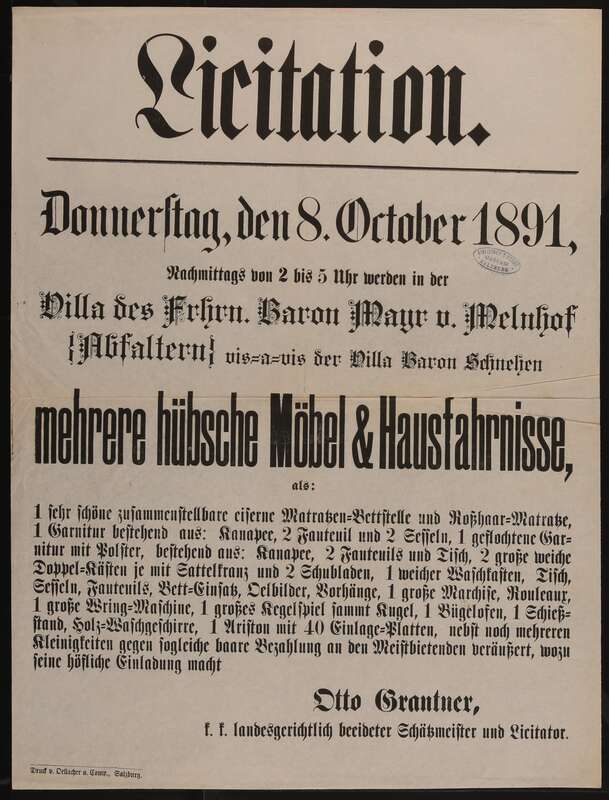 Licitation.
Donnerstag, den 8. October 1891,
Nachmittags von 2 bis 5 Uhr werden in der
Villa des Frhrn. Baron Mayr v. Melnhof
{Abfaltern} vis=a=vis der Villa Baron Schnehen
mehrere hübsche Möbel & Hausfahrnisse,
als:
1 sehr schöne zusammenstellbare eiserne Matratzen=Bettstelle und Roßhaar=Matratze,
1 Garnitur bestehend aus: Kanapee, 2 Fauteuil und 2 Sesseln, 1 geflochtene Gar=
nitur mit Polster, bestehend aus: Kanapee, 2 Fauteuils und Tisch, 2 große weiche
Doppel=Kästen je mit Sattelkranz und 2 Schubladen, 1 weicher Waschkasten, Tisch,
Sesseln, Fauteuils, Bett=Einsatz, Oelbilder, Vorhänge, 1 große Marchise, Rouleaux,
1 große Wring=Maschine, 1 großes Kegelspiel sammt Kugel, 1 Bügelofen, 1 Schieß=
stand, Holz=Waschgeschirre, 1 Ariston mit 40 Einlage=Platten, nebst noch mehreren
Kleinigkeiten gegen sogleiche baare Bezahlung an den Meistbietenden veräußert, wozu
seine höfliche Einladung macht
Otto Grantner,
k. k. landesgerichtlich beeideter Schätzmeister und Licitator.
Druck v. Oellacher u. Comp., Salzburg.